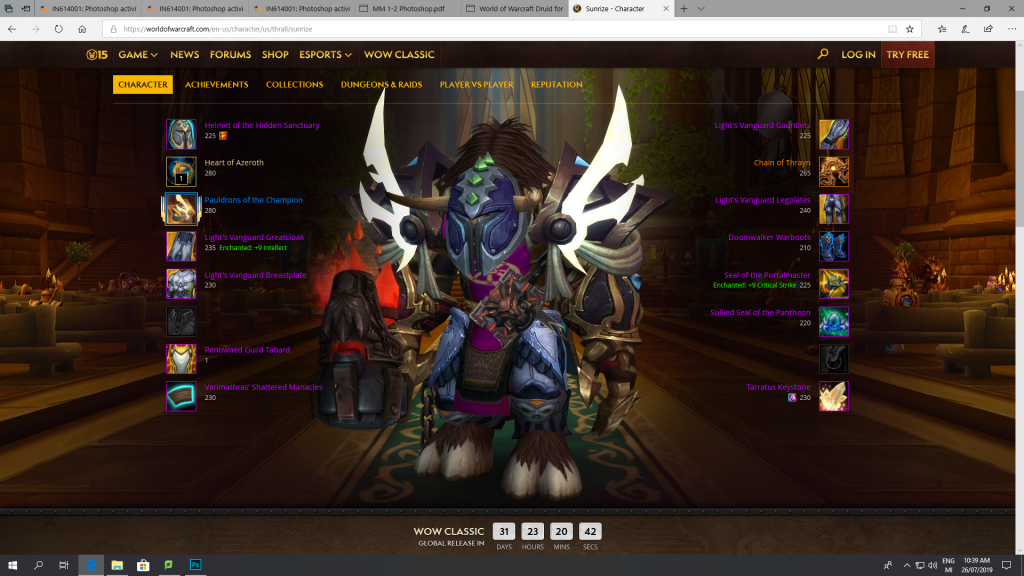 IN614001: Photoshop activi
IN614001: Photoshop activi
IN614001: Photoshop activi
MM 1-2 Photoshop.pdf
World of Warcraft Druid for
Sunrize - Character
https://worldofwarcraft.com/en-us/character/us/thrall/sunrize
15 GAME NEWS FORUMS SHOP ESPORTS WOW CLASSIC LOG IN TRY FREE
CHARACTER ACHIEVEMENTS COLLECTIONS DUNGEONS & RAIDS PLAYER VS PLAYER REPUTATION
Helmet of the Hidden Sanctuary
225
Heart of Azeroth
280
1
Pauldrons of the Champion
280
Light's Vanguard Greatcloak
235 Enchanted: +9 Intellect
Light's Vanguard Breastplate
230
Renowned Guild Tabard
1
Varimathras' Shattered Manacles
230
Light's Vanguard Gauntlets
225
Chain of Thrayn
265
Light's Vanguard Legplates
240
Doomwalker Warboots
210
Seal of the Portalmaster
Enchanted: +9 Critical Strike 225
Sullied Seal of the Pantheon
220
Tarratus Keystone
230
WOW CLASSIC
GLOBAL RELEASE IN
31 23 20 42
DAYS HOURS MINS SECS
Ps
ENG
MI
10:39 AM
26/07/2019